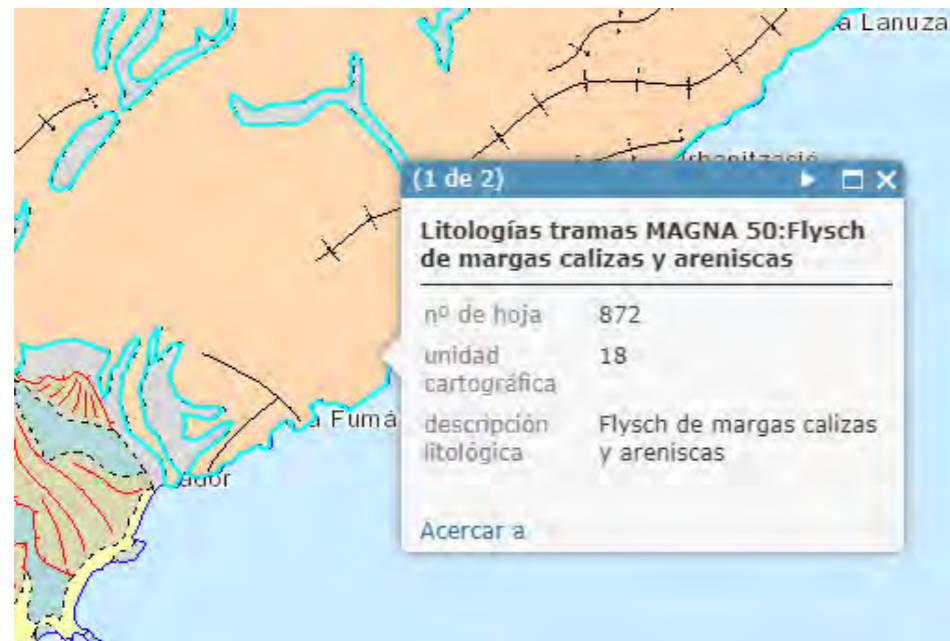 a Lanuza
Urbanització
(1 de 2)
Litologías tramas MAGNA 50:Flysch
de margas calizas y areniscas
nº de hoja 872
unidad 18
cartográfica
descripción Flysch de margas calizas
litológica y areniscas
a Fumá
ador
Acercar a